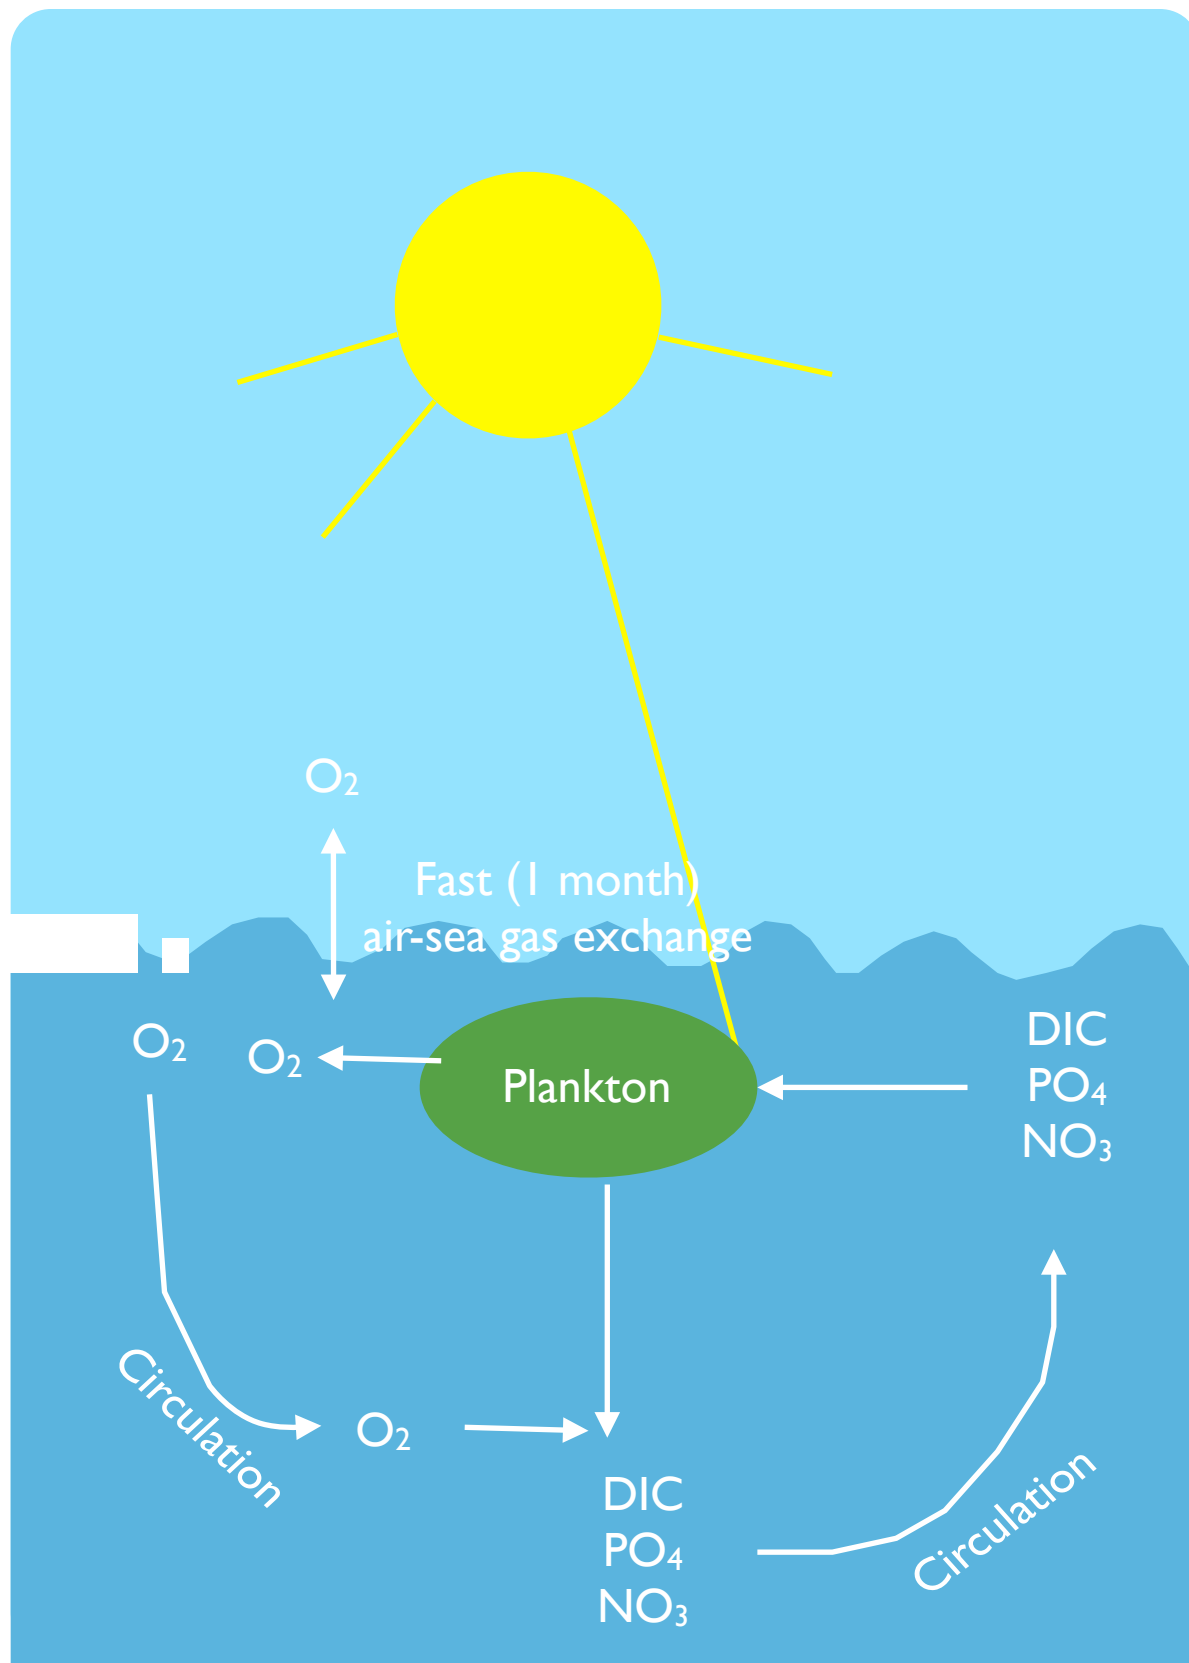 O₂
Fast (1 month)
air-sea gas exchange
O₂
O₂
Plankton
DIC
PO₄
NO₃
Circulation
O₂
DIC
PO₄
NO₃
Circulation